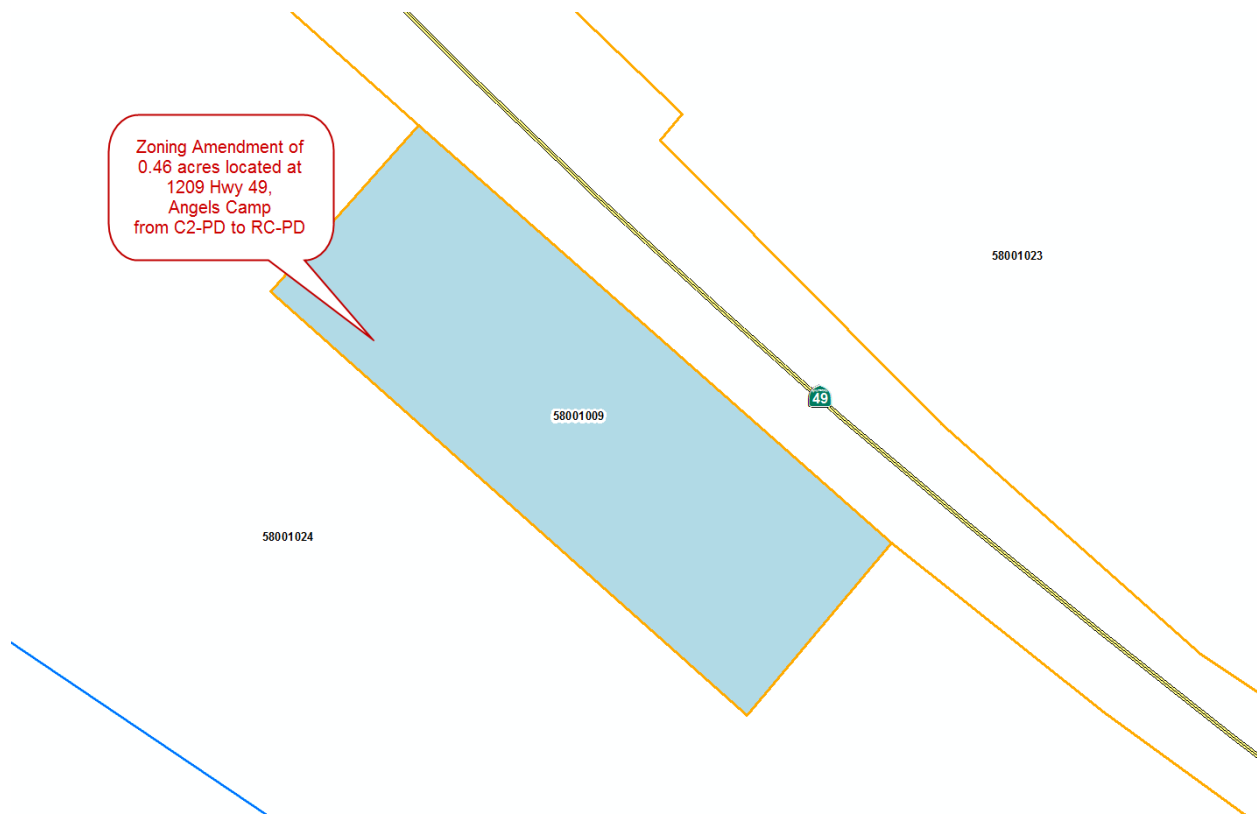 Zoning Amendment of
0.46 acres located at
1209 Hwy 49,
Angels Camp
from C2-PD to RC-PD
58001023
49
58001009
58001024